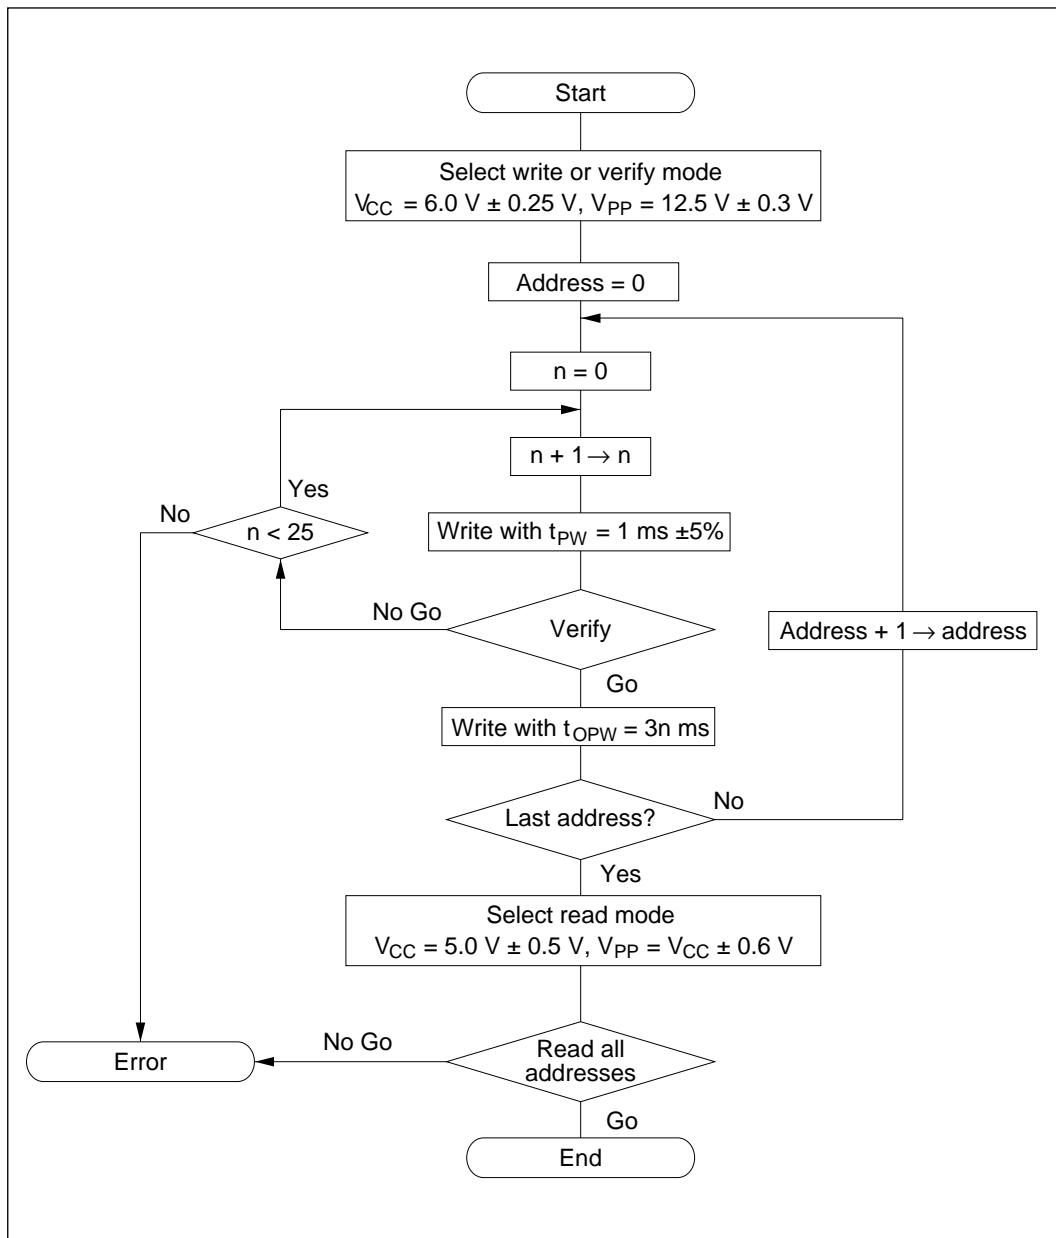 Start
Select write or verify mode
VCC = 6.0 V ± 0.25 V, VPP = 12.5 V ± 0.3 V
Address = 0
n = 0
n + 1 → n
Yes
No
n < 25
Write with tPW = 1 ms ±5%
No Go
Verify
Address + 1 → address
Go
Write with tOPW = 3n ms
Last address?
No
Yes
Select read mode
VCC = 5.0 V ± 0.5 V, VPP = VCC ± 0.6 V
Error
No Go
Read all
addresses
Go
End